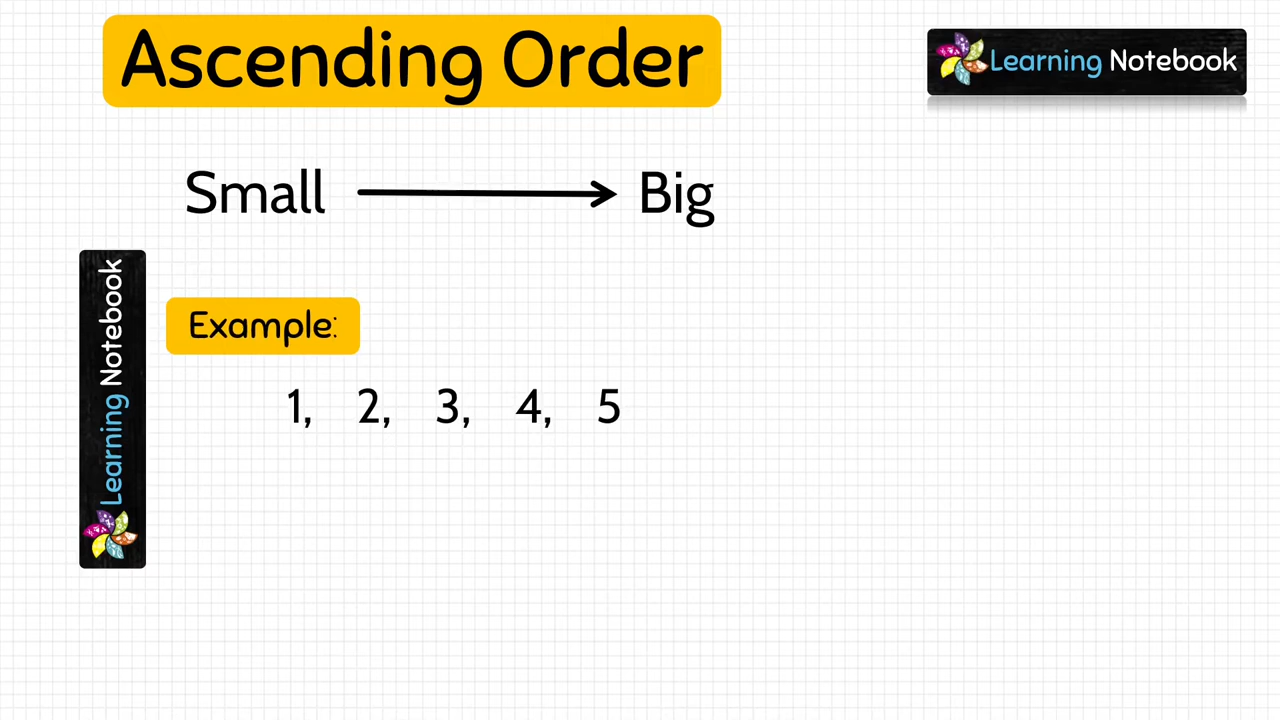 Ascending Order
Learning Notebook
Small Big
Learning Notebook
Example:
1, 2, 3, 4, 5